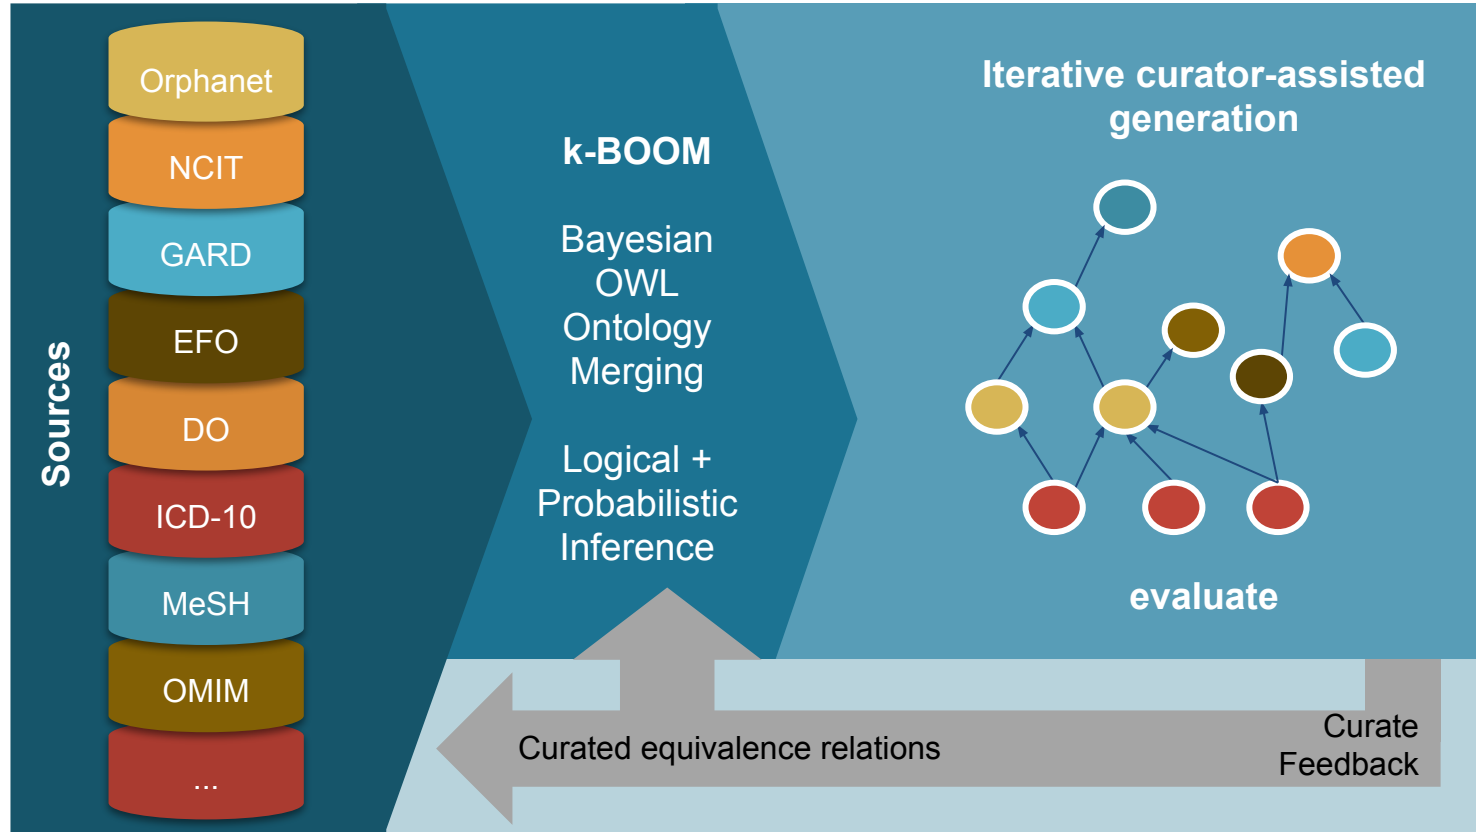 Sources
Orphanet
NCIT
GARD
EFO
DO
ICD-10
MeSH
OMIM
...
k-BOOM
Bayesian
OWL
Ontology
Merging
Logical +
Probabilistic
Inference
Iterative curator-assisted
generation
evaluate
Curated equivalence relations
Curate
Feedback